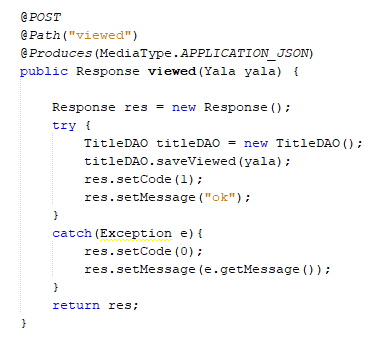 @POST
@Path("viewed")
@Produces(MediaType.APPLICATION_JSON)
public Response viewed(Yala yala) {
Response res = new Response();
try {
TitleDAO titleDAO = new TitleDAO();
titleDAO.saveViewed(yala);
res.setCode(1);
res.setMessage("ok");
}
catch(Exception e){
res.setCode(0);
res.setMessage(e.getMessage());
}
return res;
}